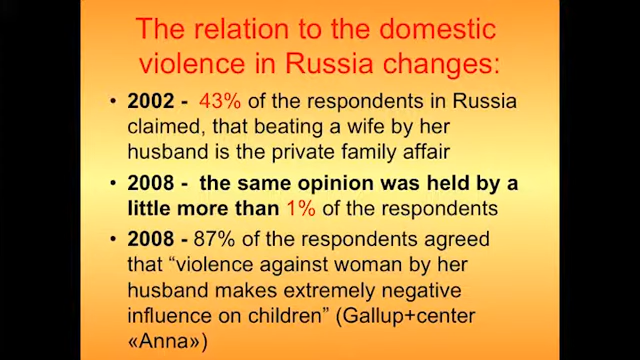 The relation to the domestic
violence in Russia changes:
• 2002 - 43% of the respondents in Russia
claimed, that beating a wife by her
husband is the private family affair
• 2008 - the same opinion was held by a
little more than 1% of the respondents
• 2008 - 87% of the respondents agreed
that “violence against woman by her
husband makes extremely negative
influence on children” (Gallup+center
«Anna»)